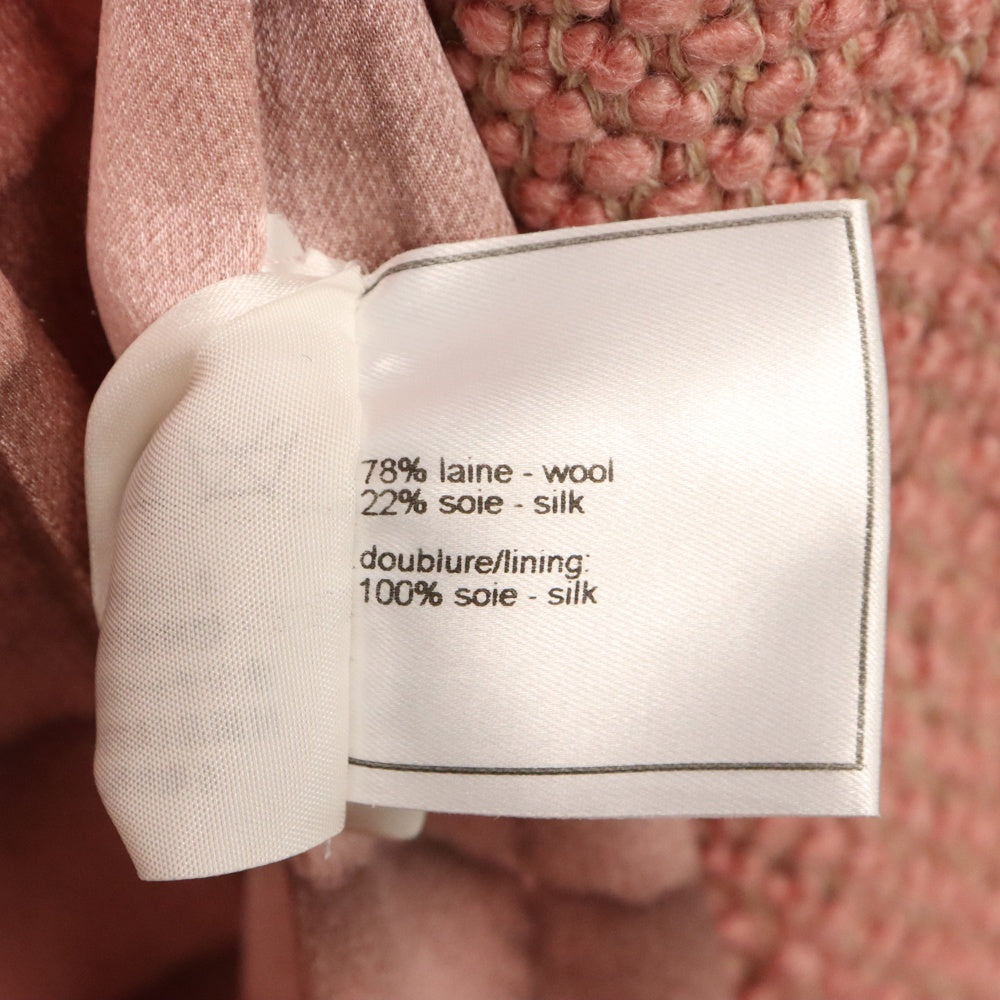 78% laine - wool
22% soie - silk
doublure/lining:
100% soie - silk